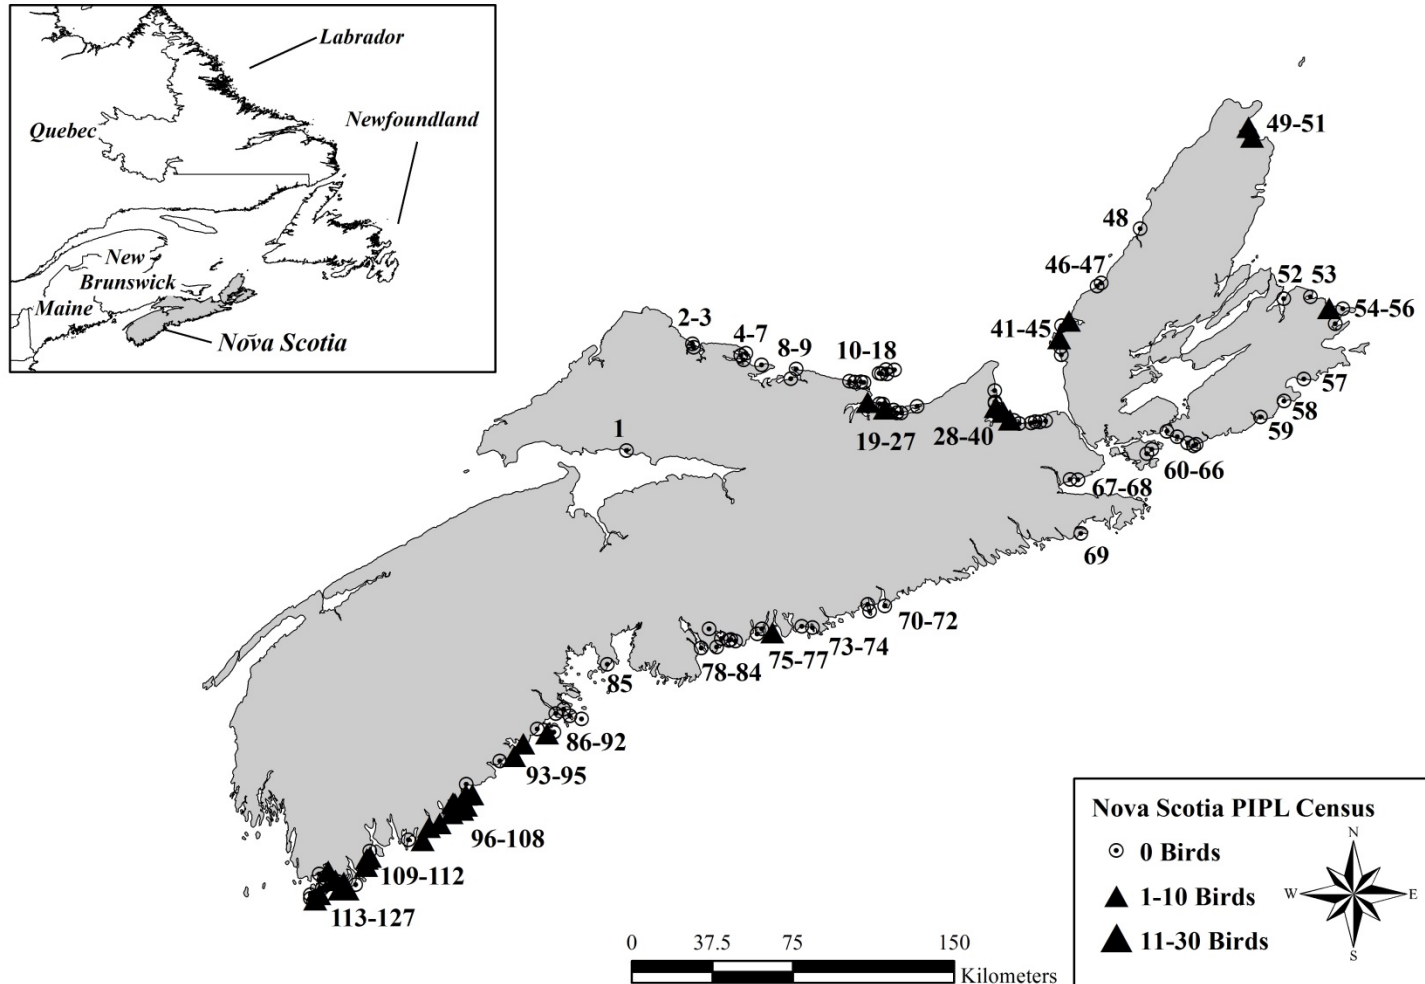 Labrador
Newfoundland
Quebec
New
Brunswick
Maine
Nova Scotia
49-51
48
46-47
52
53
54-56
41-45
2-3
4-7
8-9
10-18
57
58
59
1
19-27
28-40
60-66
67-68
69
70-72
73-74
75-77
78-84
85
86-92
93-95
96-108
109-112
113-127
Nova Scotia PIPL Census
0 Birds
1-10 Birds
11-30 Birds
N
W
E
S
0 37.5 75 150
Kilometers